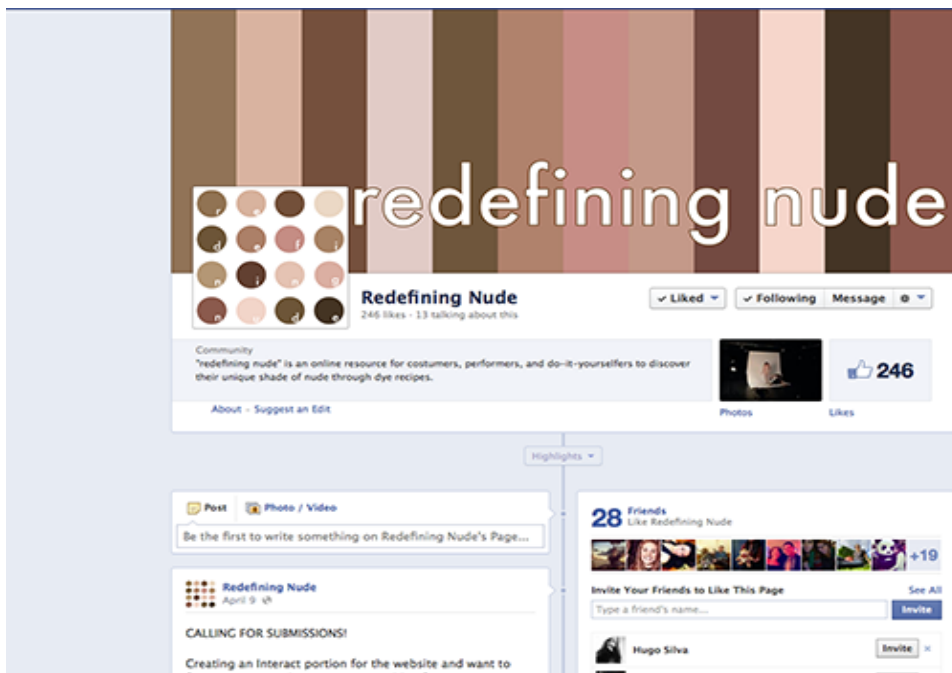 redefining nude
r e
d e f i
n i n g
n u d e
Redefining Nude
246 likes · 13 talking about this
✓ Liked
✓ Following
Message
Community
"redefining nude" is an online resource for costumers, performers, and do-it-yourselfers to discover
their unique shade of nude through dye recipes.
About - Suggest an Edit
Photos
246
Likes
Highlights
Post
Photo / Video
Be the first to write something on Redefining Nude's Page...
Redefining Nude
April 9
CALLING FOR SUBMISSIONS!
Creating an Interact portion for the website and want to
28 Friends
Like Redefining Nude
+19
Invite Your Friends to Like This Page
See All
Type a friend's name...
Invite
Hugo Silva
Invite